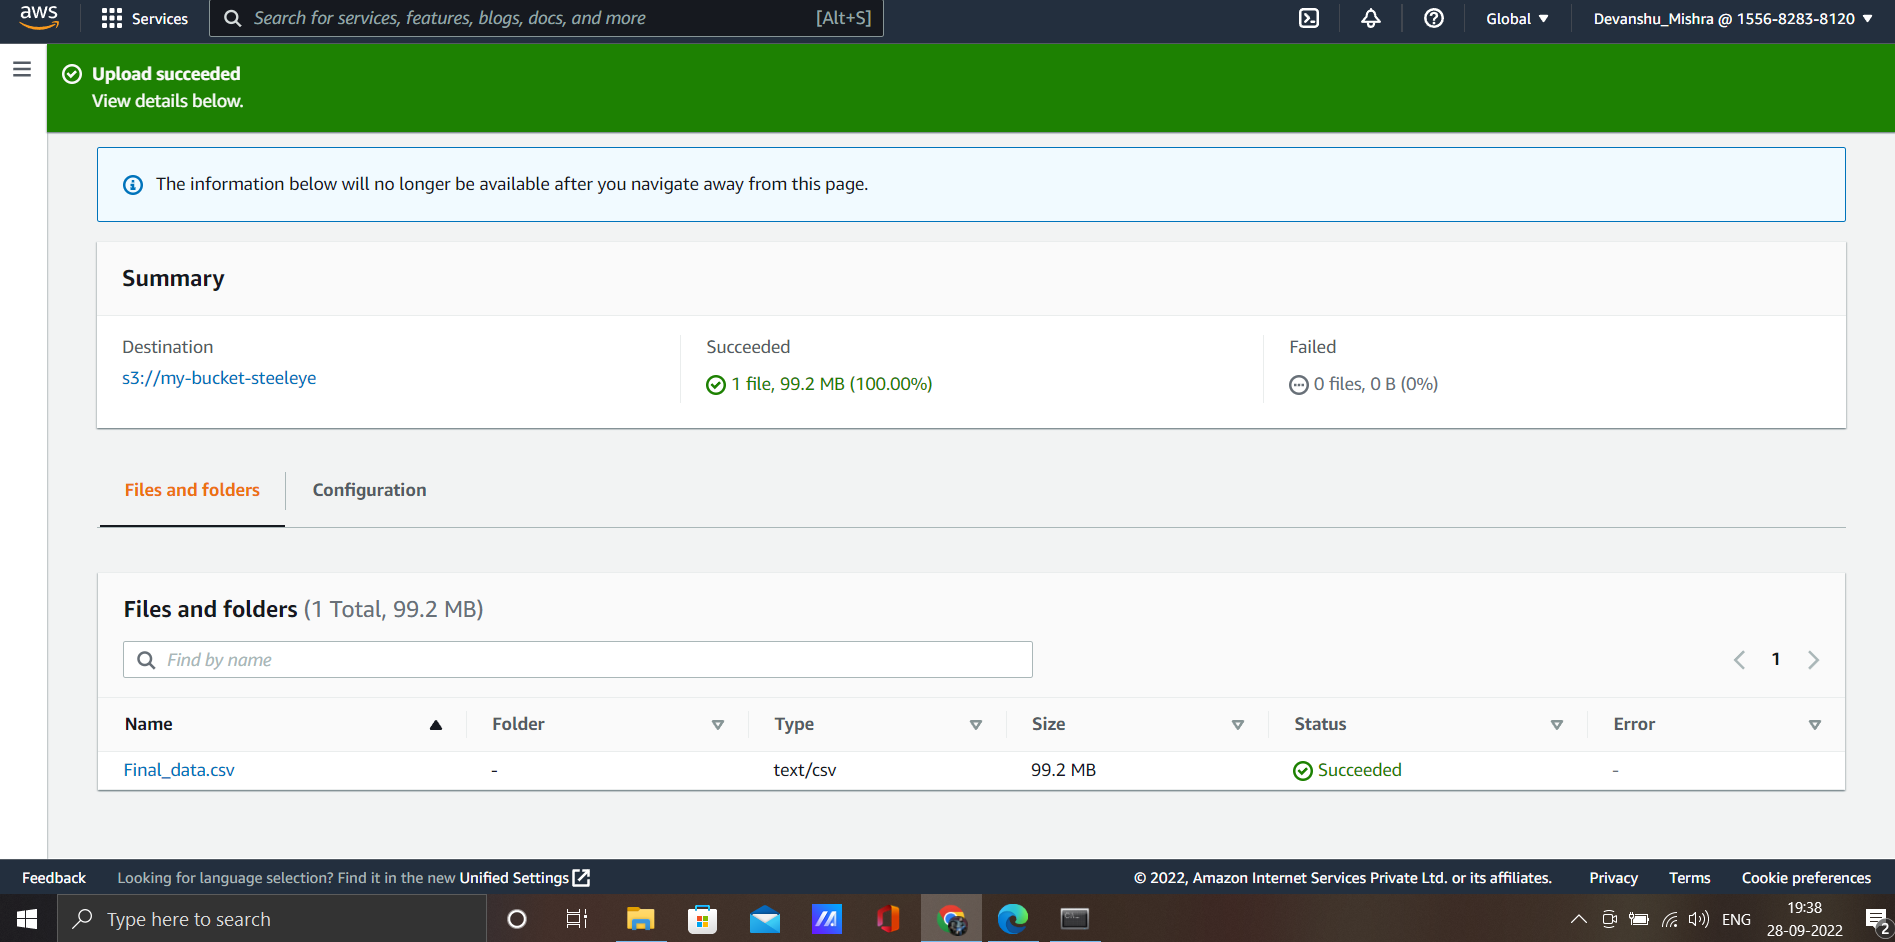 aws
Services
Search for services, features, blogs, docs, and more
[Alt+S]
Global
Devanshu_Mishra @ 1556-8283-8120
Upload succeeded
View details below.
The information below will no longer be available after you navigate away from this page.
Summary
Destination
s3://my-bucket-steeleye
Succeeded
1 file, 99.2 MB (100.00%)
Failed
0 files, 0 B (0%)
Files and folders
Configuration
Files and folders (1 Total, 99.2 MB)
Find by name
1
Name Folder Type Size Status Error
Final_data.csv - text/csv 99.2 MB Succeeded -
Feedback
Looking for language selection? Find it in the new Unified Settings
© 2022, Amazon Internet Services Private Ltd. or its affiliates.
Privacy
Terms
Cookie preferences
Type here to search
ENG
19:38
28-09-2022
2